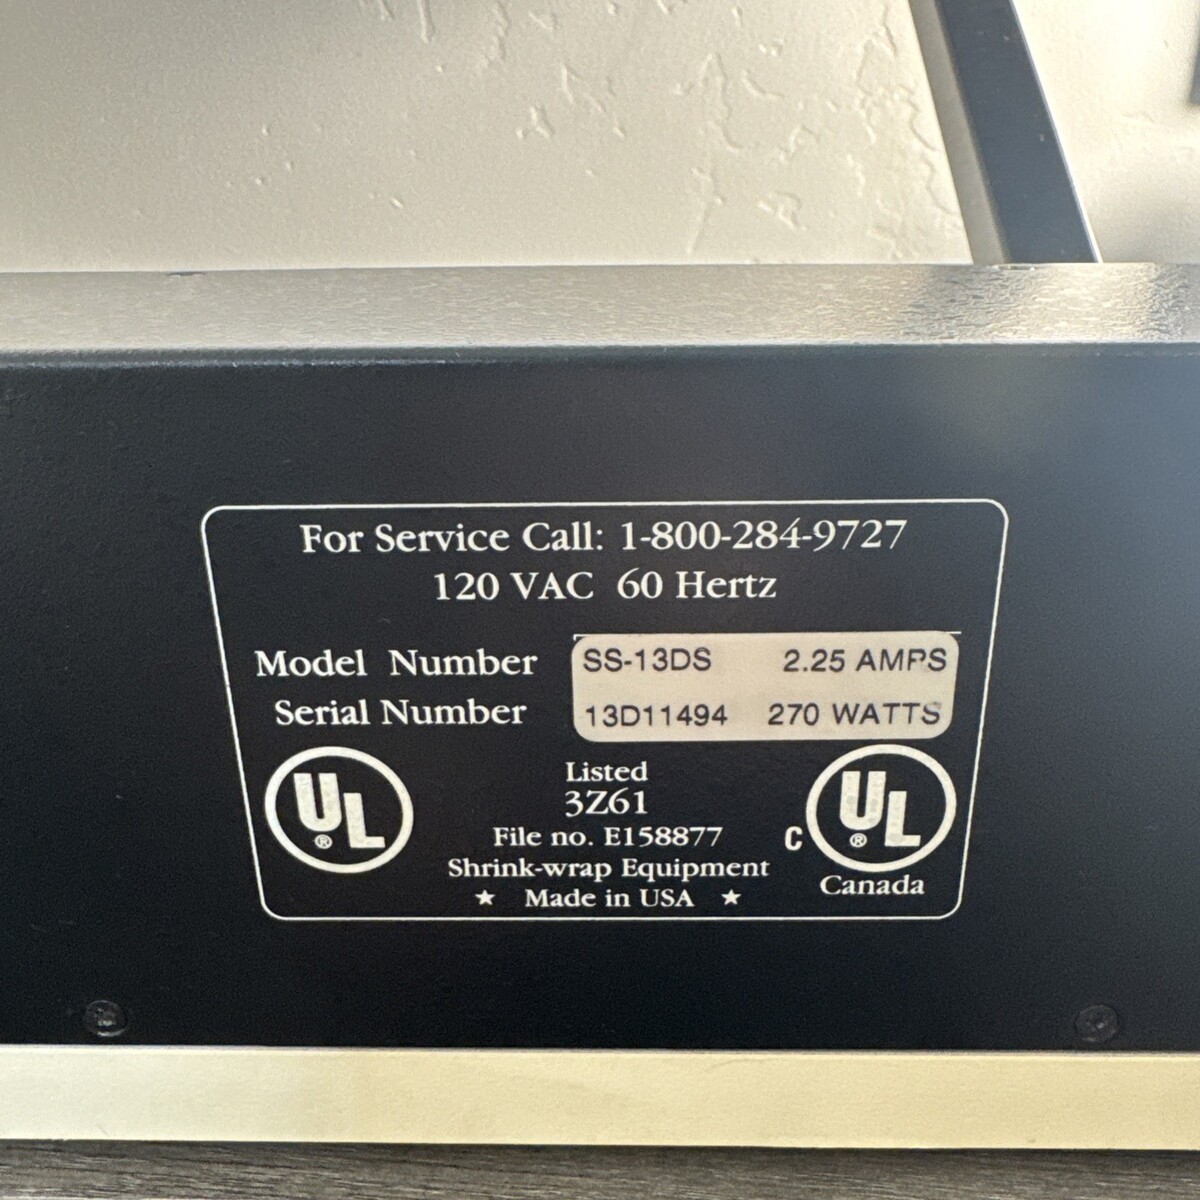 For Service Call: 1-800-284-9727
120 VAC 60 Hertz
Model Number SS-13DS 2.25 AMPS
Serial Number 13D11494 270 WATTS
UL ®
Listed
3Z61
File no. E158877
Shrink-wrap Equipment
★ Made in USA ★
C UL ®
Canada